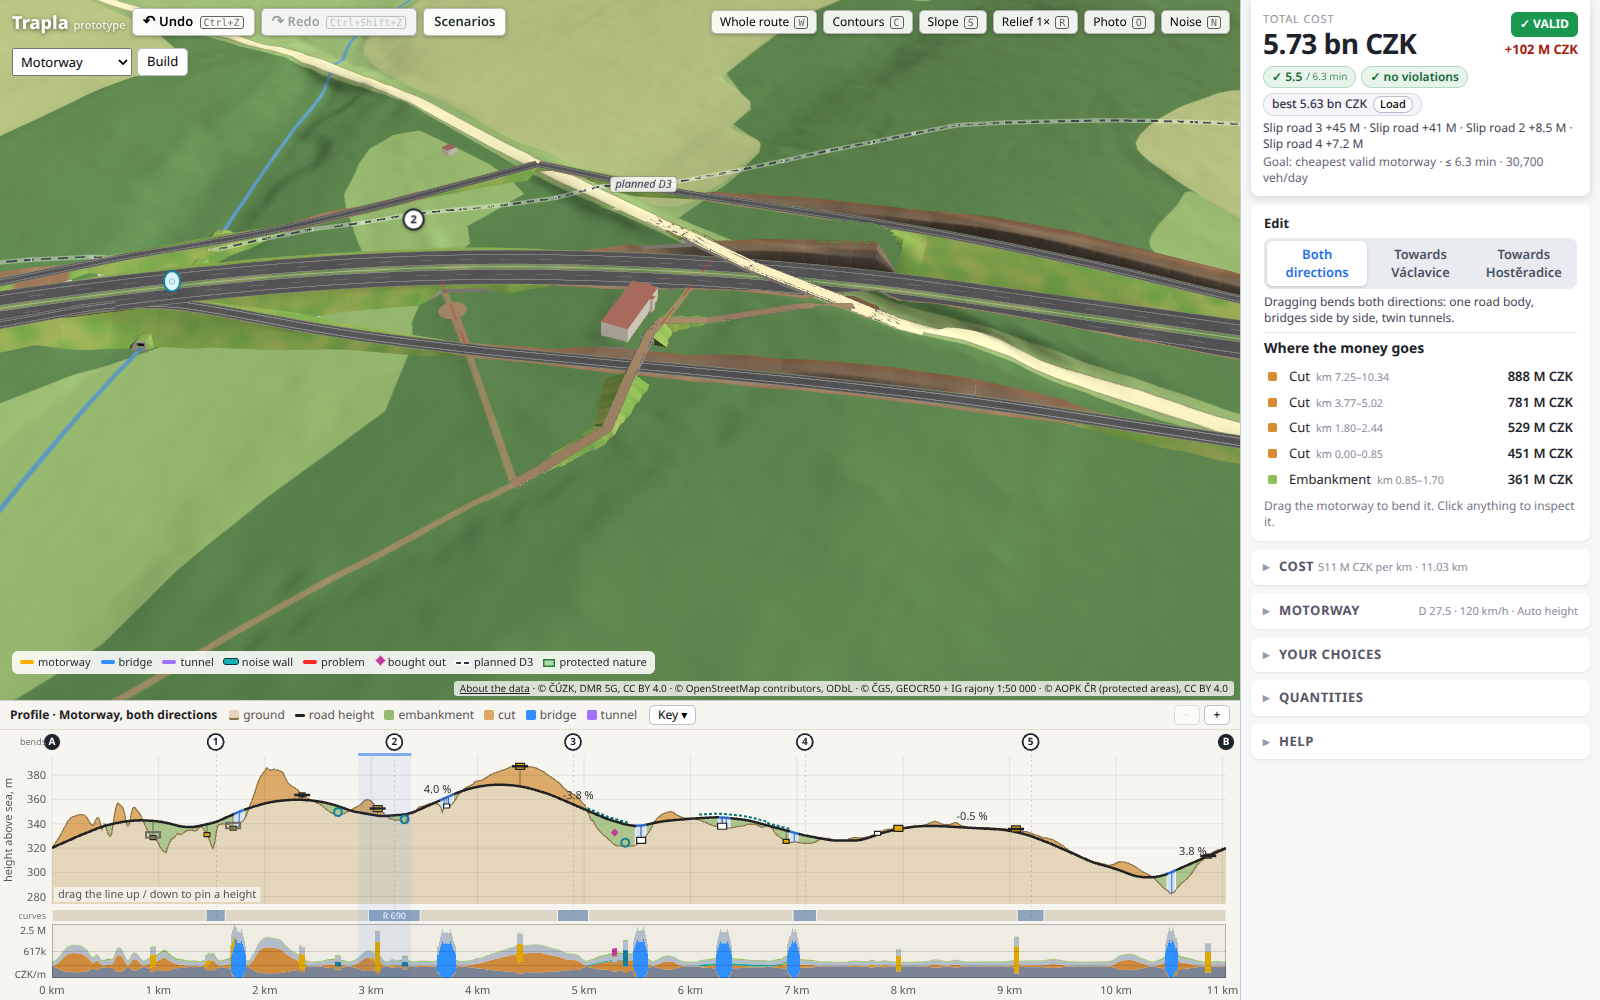 Trapla prototype
↶ Undo Ctrl+Z
↷ Redo Ctrl+Shift+Z
Scenarios
Whole route W
Contours C
Slope S
Relief 1× R
Photo O
Noise N
Motorway
Build
planned D3
2
motorway
bridge
tunnel
noise wall
problem
bought out
planned D3
protected nature
About the data · © ČÚZK, DMR 5G, CC BY 4.0 · © OpenStreetMap contributors, ODbL · © ČGS, GEOCR50 + IG rajony 1:50 000 · © AOPK ČR (protected areas), CC BY 4.0
Profile · Motorway, both directions
ground
road height
embankment
cut
bridge
tunnel
Key ▾
−
+
bends
A
1
2
3
4
5
B
height above sea, m
380
360
340
320
300
280
4.0 %
-3.8 %
-0.5 %
3.8 %
drag the line up / down to pin a height
curves
R 690
2.5 M
617k
CZK/m
0 km
1 km
2 km
3 km
4 km
5 km
6 km
7 km
8 km
9 km
10 km
11 km
TOTAL COST
✓ VALID
5.73 bn CZK
+102 M CZK
✓ 5.5 / 6.3 min
✓ no violations
best 5.63 bn CZK Load
Slip road 3 +45 M · Slip road +41 M · Slip road 2 +8.5 M ·
Slip road 4 +7.2 M
Goal: cheapest valid motorway · ≤ 6.3 min · 30,700
veh/day
Edit
Both
directions
Towards
Václavice
Towards
Hostěradice
Dragging bends both directions: one road body,
bridges side by side, twin tunnels.
Where the money goes
Cut km 7.25–10.34 888 M CZK
Cut km 3.77–5.02 781 M CZK
Cut km 1.80–2.44 529 M CZK
Cut km 0.00–0.85 451 M CZK
Embankment km 0.85–1.70 361 M CZK
Drag the motorway to bend it. Click anything to inspect
it.
▸ COST 511 M CZK per km · 11.03 km
▸ MOTORWAY D 27.5 · 120 km/h · Auto height
▸ YOUR CHOICES
▸ QUANTITIES
▸ HELP